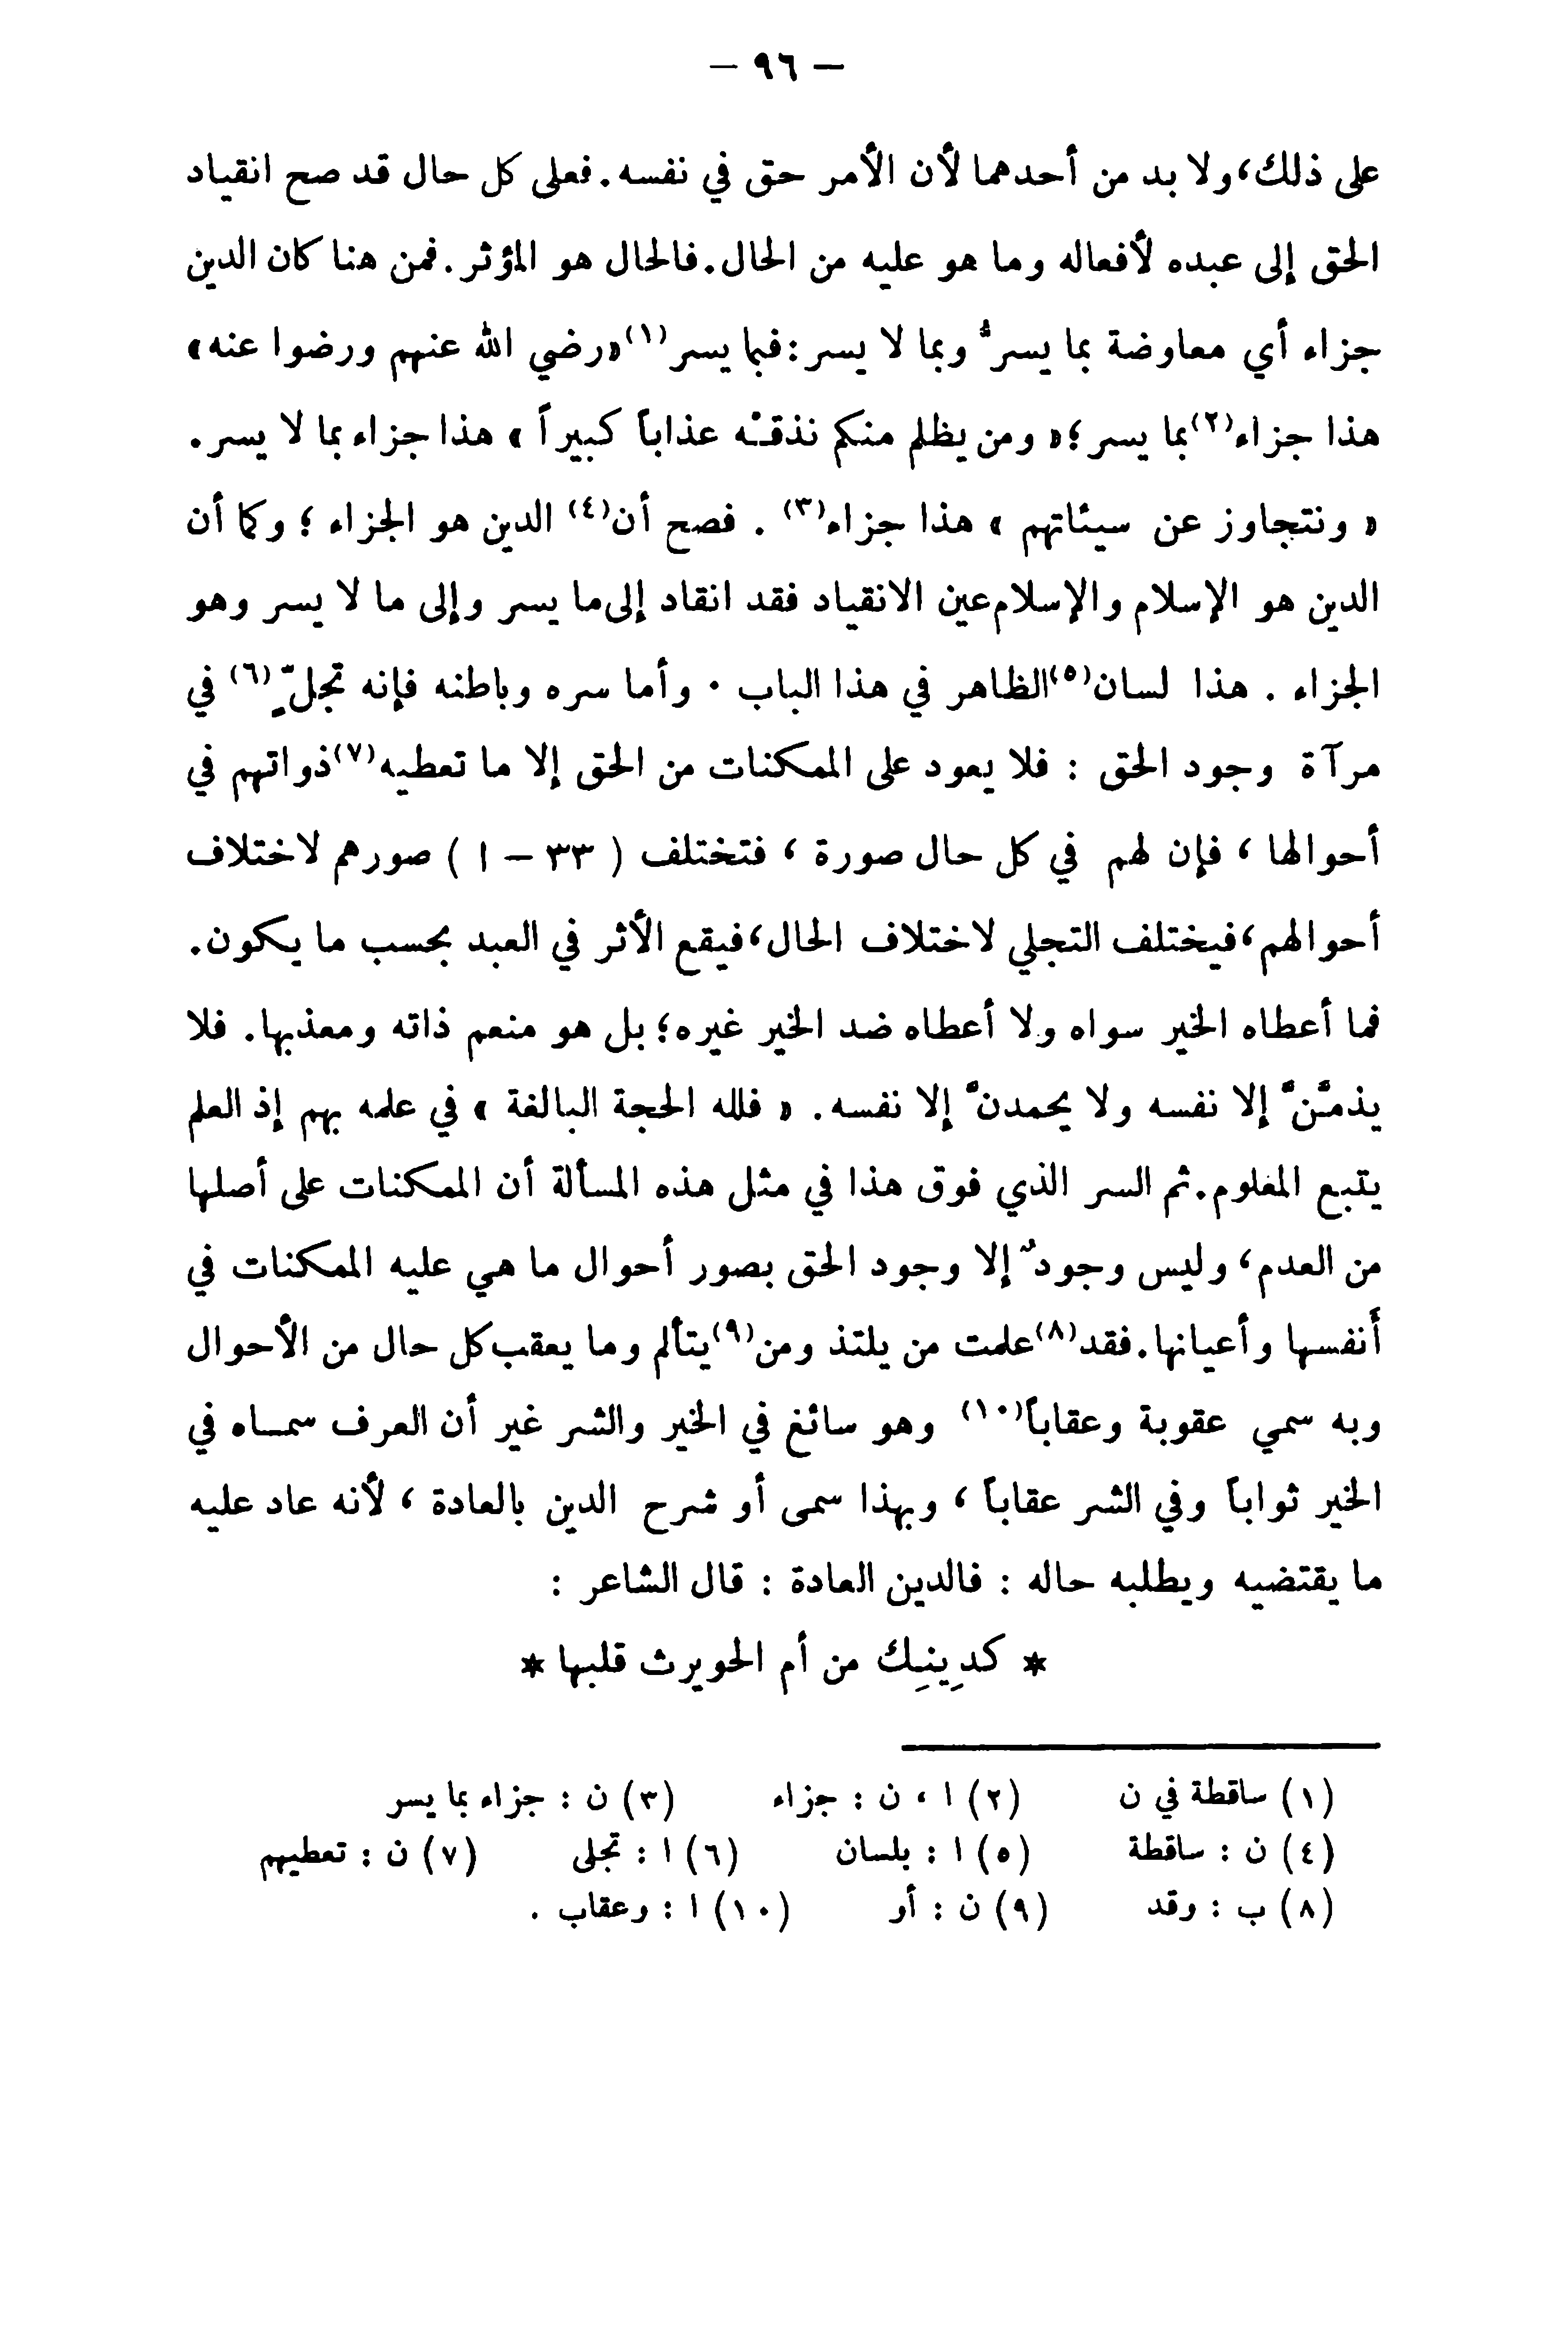 — ٩٦ —
على ذلك، ولا بد من أحدهما لأن الأمر حق في نفسه. فعلى كل حال قد صح انقياد
الحق إلى عبده لأفعاله وما هو عليه من الحال. فالحال هو المؤثر. فمن هنا كان الدين
جزاء أي معاوضة بما يسرُّ وبما لا يسر: فبما يسر(١) «رضي الله عنهم ورضوا عنه»
هذا جزاء(٢) بما يسر؛ « ومن يظلم منكم نذقْه عذاباً كبيراً » هذا جزاء بما لا يسر.
« ونتجاوز عن سيئاتهم » هذا جزاء(٣) . فصح أن(٤) الدين هو الجزاء ؛ وكما أن
الدين هو الإسلام والإسلام عين الانقياد فقد انقاد إلى ما يسر وإلى ما لا يسر وهو
الجزاء . هذا لسان(٥) الظاهر في هذا الباب . وأما سره وباطنه فإنه تجلٍّ(٦) في
مرآة وجود الحق : فلا يعود على الممكنات من الحق إلا ما تعطيه(٧) ذواتهم في
أحوالها ، فإن لهم في كل حال صورة ، فتختلف ( ٣٣ – ا ) صورهم لاختلاف
أحوالهم، فيختلف التجلي لاختلاف الحال، فيقع الأثر في العبد بحسب ما يكون.
فما أعطاه الخير سواه ولا أعطاه ضد الخير غيره؛ بل هو منعم ذاته ومعذبها. فلا
يذمَّنَّ إلا نفسه ولا يحمدنَّ إلا نفسه. « فلله الحجة البالغة » في علمه بهم إذ العلم
يتبع المعلوم. ثم السر الذي فوق هذا في مثل هذه المسألة أن الممكنات على أصلها
من العدم، وليس وجودٌ إلا وجود الحق بصور أحوال ما هي عليه الممكنات في
أَنفسها وأعيانها. فقد(٨) علمت من يلتذ ومن(٩) يتألم وما يعقب كل حال من الأحوال
وبه سمي عقوبة وعقاباً(١٠) وهو سائغ في الخير والشر غير أن العرف سمـاه في
الخير ثواباً وفي الشر عقاباً ، وبهذا سمى أو شرح الدين بالعادة ، لأنه عاد عليه
ما يقتضيه ويطلبه حاله : فالدين العادة : قال الشاعر :
* كدِينِك من أم الحويرث قلبها *
(١) ساقطة في ن (٢) ا ، ن : جزاء (٣) ن : جزاء بما يسر
(٤) ن : ساقطة (٥) ا : بلسان (٦) ا : تجلى (٧) ن : تعطيهم
(٨) ب : وقد (٩) ن : أو (١٠) ا : وعقاب .